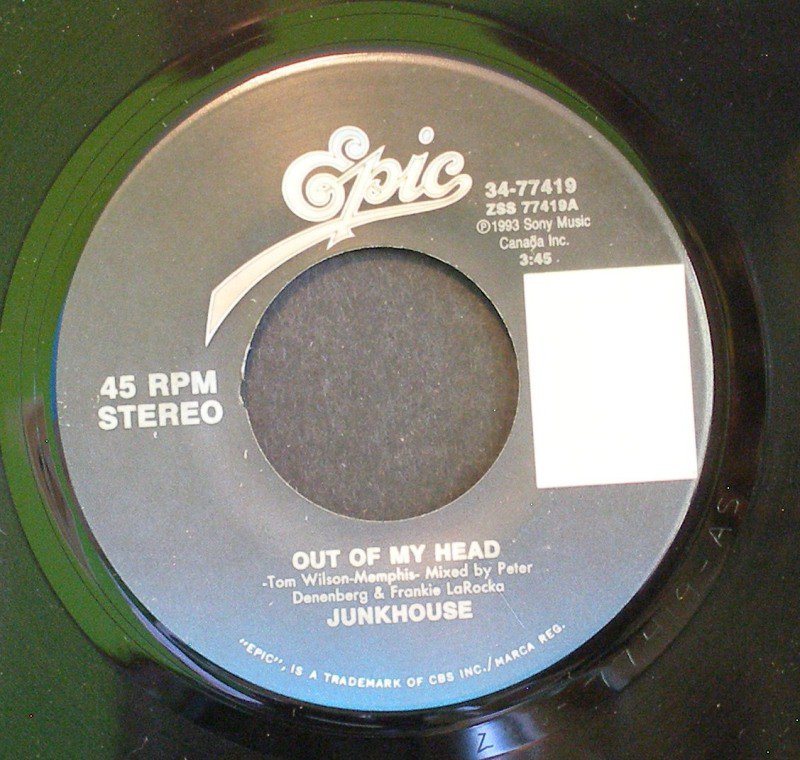 Epic
34-77419
ZSS 77419A
℗1993 Sony Music
Canada Inc.
3:45
45 RPM
STEREO
OUT OF MY HEAD
-Tom Wilson-Memphis- Mixed by Peter
Denenberg & Frankie LaRocka
JUNKHOUSE
"EPIC", IS A TRADEMARK OF CBS INC./MARCA REG.
Z